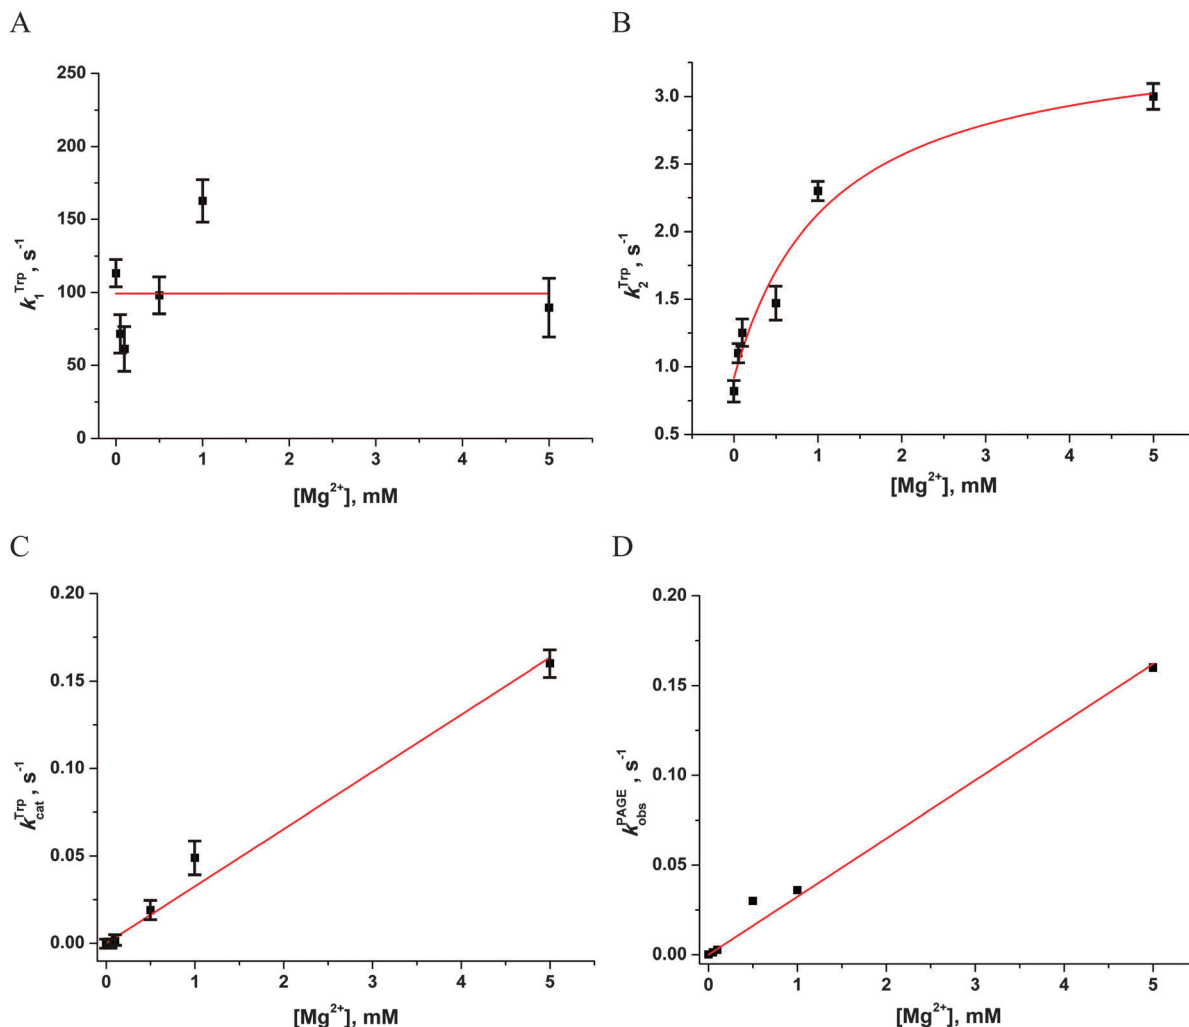 A
B
250
200
150
100
50
0
k₁ᵀʳᵖ, s⁻¹
0 1 2 3 4 5
[Mg²⁺], mM
3.0
2.5
2.0
1.5
1.0
0.5
k₂ᵀʳᵖ, s⁻¹
0 1 2 3 4 5
[Mg²⁺], mM
C
D
0.20
0.15
0.10
0.05
0.00
k_cat^Trp, s⁻¹
0 1 2 3 4 5
[Mg²⁺], mM
0.20
0.15
0.10
0.05
0.00
k_obs^PAGE, s⁻¹
0 1 2 3 4 5
[Mg²⁺], mM